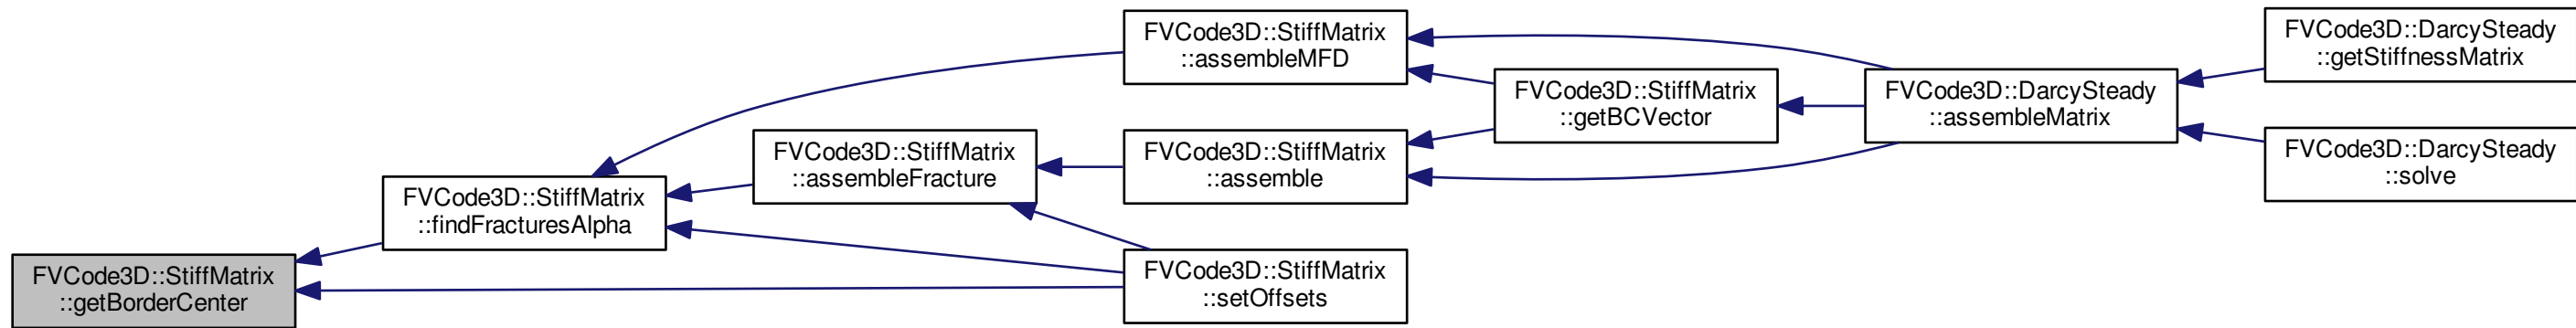 FVCode3D::StiffMatrix
::getBorderCenter
FVCode3D::StiffMatrix
::findFracturesAlpha
FVCode3D::StiffMatrix
::assembleFracture
FVCode3D::StiffMatrix
::assembleMFD
FVCode3D::StiffMatrix
::assemble
FVCode3D::StiffMatrix
::setOffsets
FVCode3D::StiffMatrix
::getBCVector
FVCode3D::DarcySteady
::assembleMatrix
FVCode3D::DarcySteady
::getStiffnessMatrix
FVCode3D::DarcySteady
::solve